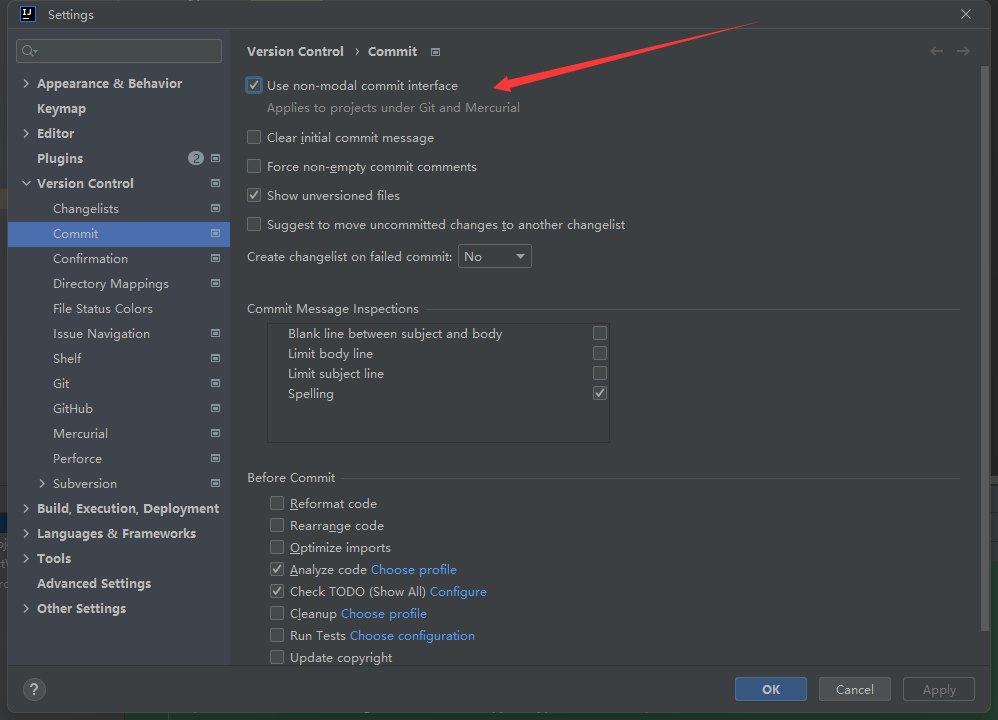 Settings
Version Control › Commit
Appearance & Behavior
Keymap
Editor
Plugins 2
Version Control
Changelists
Commit
Confirmation
Directory Mappings
File Status Colors
Issue Navigation
Shelf
Git
GitHub
Mercurial
Perforce
Subversion
Build, Execution, Deployment
Languages & Frameworks
Tools
Advanced Settings
Other Settings
Use non-modal commit interface
Applies to projects under Git and Mercurial
Clear initial commit message
Force non-empty commit comments
Show unversioned files
Suggest to move uncommitted changes to another changelist
Create changelist on failed commit: No
Commit Message Inspections
Blank line between subject and body
Limit body line
Limit subject line
Spelling
Before Commit
Reformat code
Rearrange code
Optimize imports
Analyze code Choose profile
Check TODO (Show All) Configure
Cleanup Choose profile
Run Tests Choose configuration
Update copyright
?
OK
Cancel
Apply